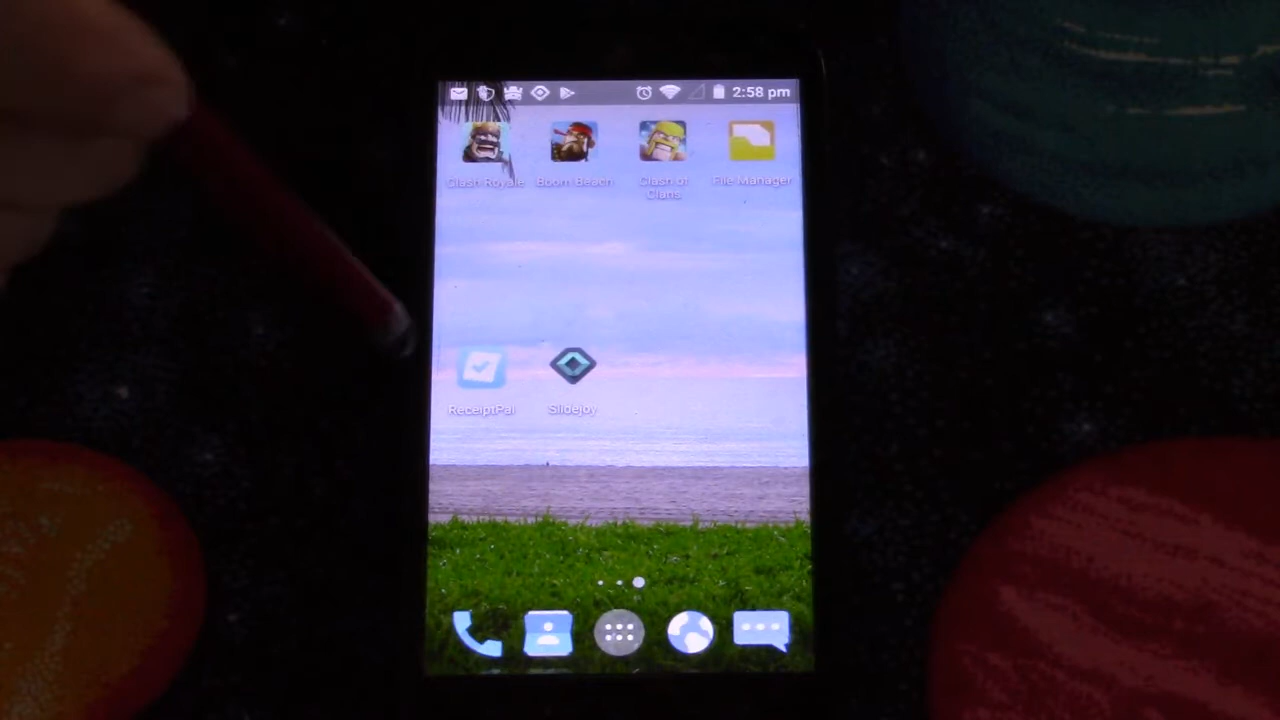 2:58 pm
Clash Royale
Boom Beach
Clash of
Clans
File Manager
ReceiptPal
Slidejoy